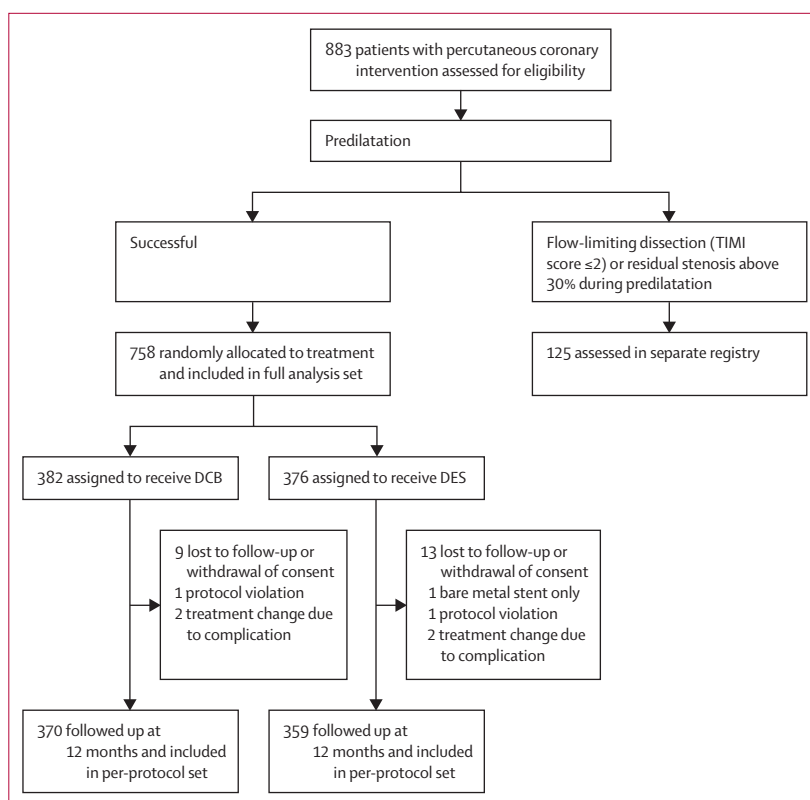 883 patients with percutaneous coronary
intervention assessed for eligibility
Predilatation
Successful
Flow-limiting dissection (TIMI
score ≤2) or residual stenosis above
30% during predilatation
758 randomly allocated to treatment
and included in full analysis set
125 assessed in separate registry
382 assigned to receive DCB
376 assigned to receive DES
9 lost to follow-up or
withdrawal of consent
1 protocol violation
2 treatment change due
to complication
13 lost to follow-up or
withdrawal of consent
1 bare metal stent only
1 protocol violation
2 treatment change due
to complication
370 followed up at
12 months and included
in per-protocol set
359 followed up at
12 months and included
in per-protocol set